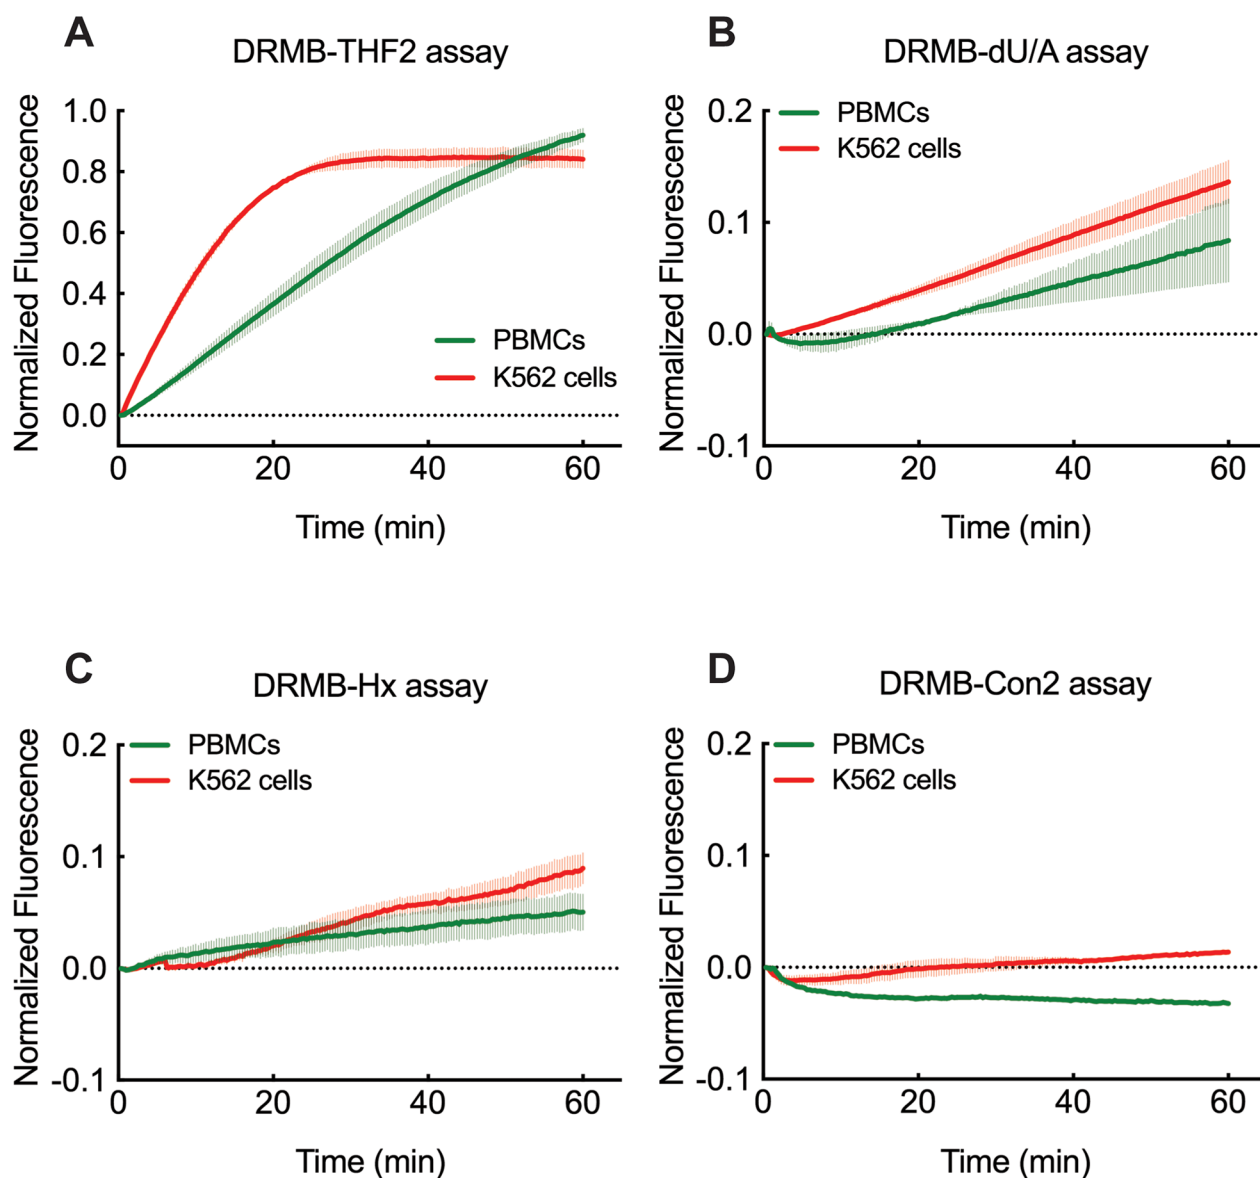 A
DRMB-THF2 assay
Normalized Fluorescence
1.0
0.8
0.6
0.4
0.2
0.0
PBMCs
K562 cells
0 20 40 60
Time (min)
B
DRMB-dU/A assay
Normalized Fluorescence
0.2
0.1
0.0
-0.1
PBMCs
K562 cells
0 20 40 60
Time (min)
C
DRMB-Hx assay
Normalized Fluorescence
0.2
0.1
0.0
-0.1
PBMCs
K562 cells
0 20 40 60
Time (min)
D
DRMB-Con2 assay
Normalized Fluorescence
0.2
0.1
0.0
-0.1
PBMCs
K562 cells
0 20 40 60
Time (min)